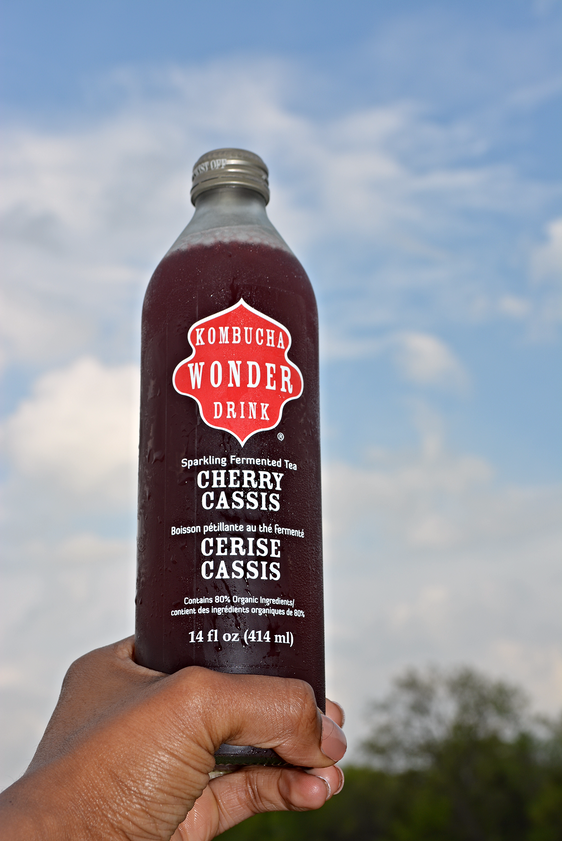 KOMBUCHA
WONDER
DRINK
®
Sparkling Fermented Tea
CHERRY
CASSIS
Boisson pétillante au thé fermenté
CERISE
CASSIS
Contains 80% Organic Ingredients/
contient des ingrédients organiques de 80%
14 fl oz (414 ml)